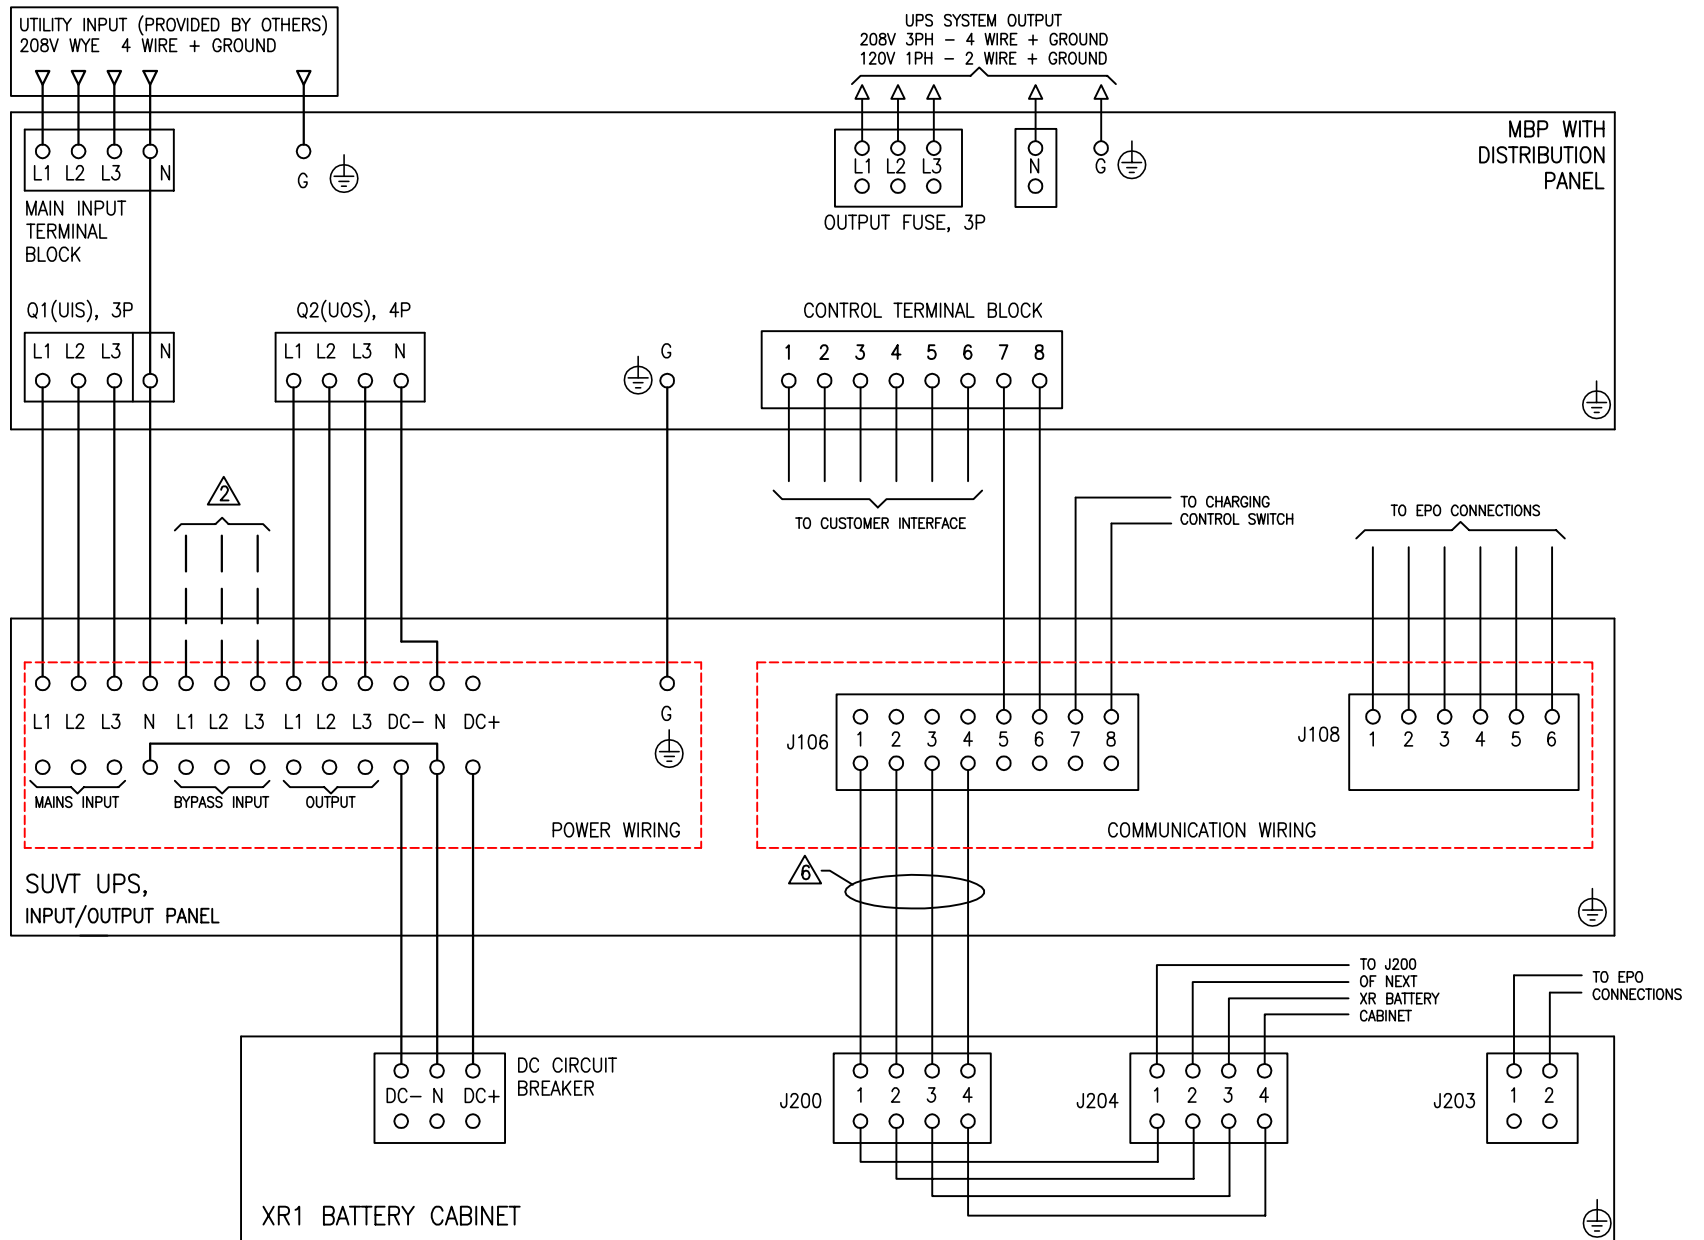 UTILITY INPUT (PROVIDED BY OTHERS)
208V WYE 4 WIRE + GROUND
UPS SYSTEM OUTPUT
208V 3PH - 4 WIRE + GROUND
120V 1PH - 2 WIRE + GROUND
MBP WITH
DISTRIBUTION
PANEL
L1 L2 L3 N
G
L1 L2 L3
N
G
MAIN INPUT
TERMINAL
BLOCK
OUTPUT FUSE, 3P
Q1(UIS), 3P
Q2(UOS), 4P
CONTROL TERMINAL BLOCK
L1 L2 L3 N
L1 L2 L3 N
G
1 2 3 4 5 6 7 8
2
TO CUSTOMER INTERFACE
TO CHARGING
CONTROL SWITCH
TO EPO CONNECTIONS
L1 L2 L3 N L1 L2 L3 L1 L2 L3 DC- N DC+
G
MAINS INPUT
BYPASS INPUT
OUTPUT
POWER WIRING
J106
1 2 3 4 5 6 7 8
J108
1 2 3 4 5 6
COMMUNICATION WIRING
6
SUVT UPS,
INPUT/OUTPUT PANEL
TO J200
OF NEXT
XR BATTERY
CABINET
TO EPO
CONNECTIONS
DC- N DC+
DC CIRCUIT
BREAKER
J200
1 2 3 4
J204
1 2 3 4
J203
1 2
XR1 BATTERY CABINET